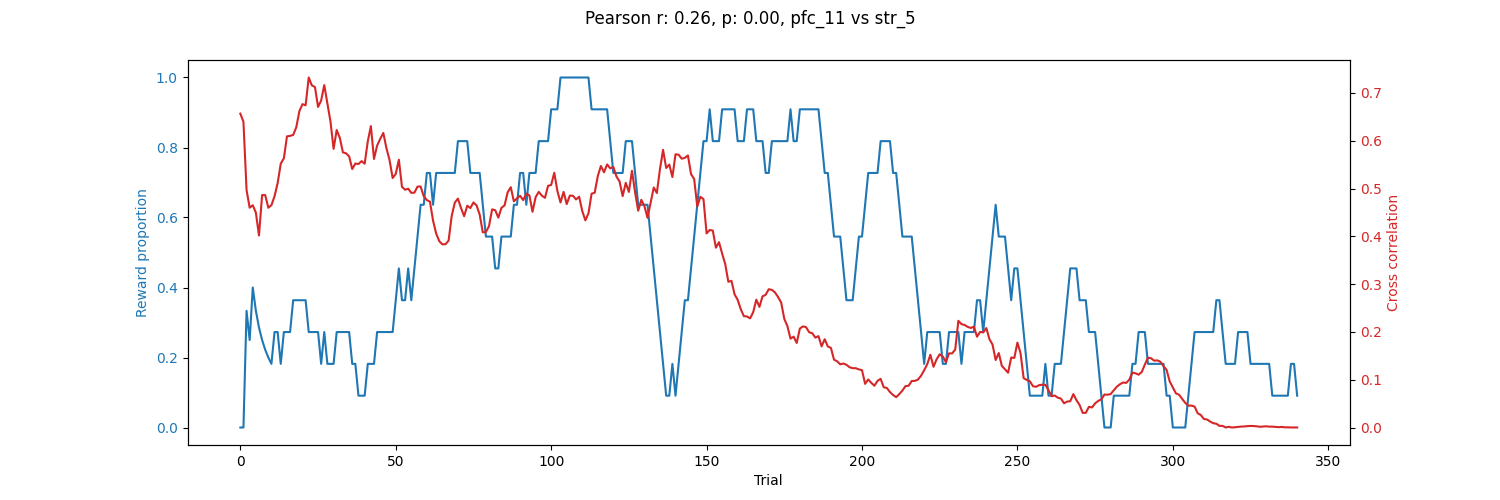 Pearson r: 0.26, p: 0.00, pfc_11 vs str_5
1.0
0.8
0.6
0.4
0.2
0.0
Reward proportion
0.7
0.6
0.5
0.4
0.3
0.2
0.1
0.0
Cross correlation
0 50 100 150 200 250 300 350
Trial